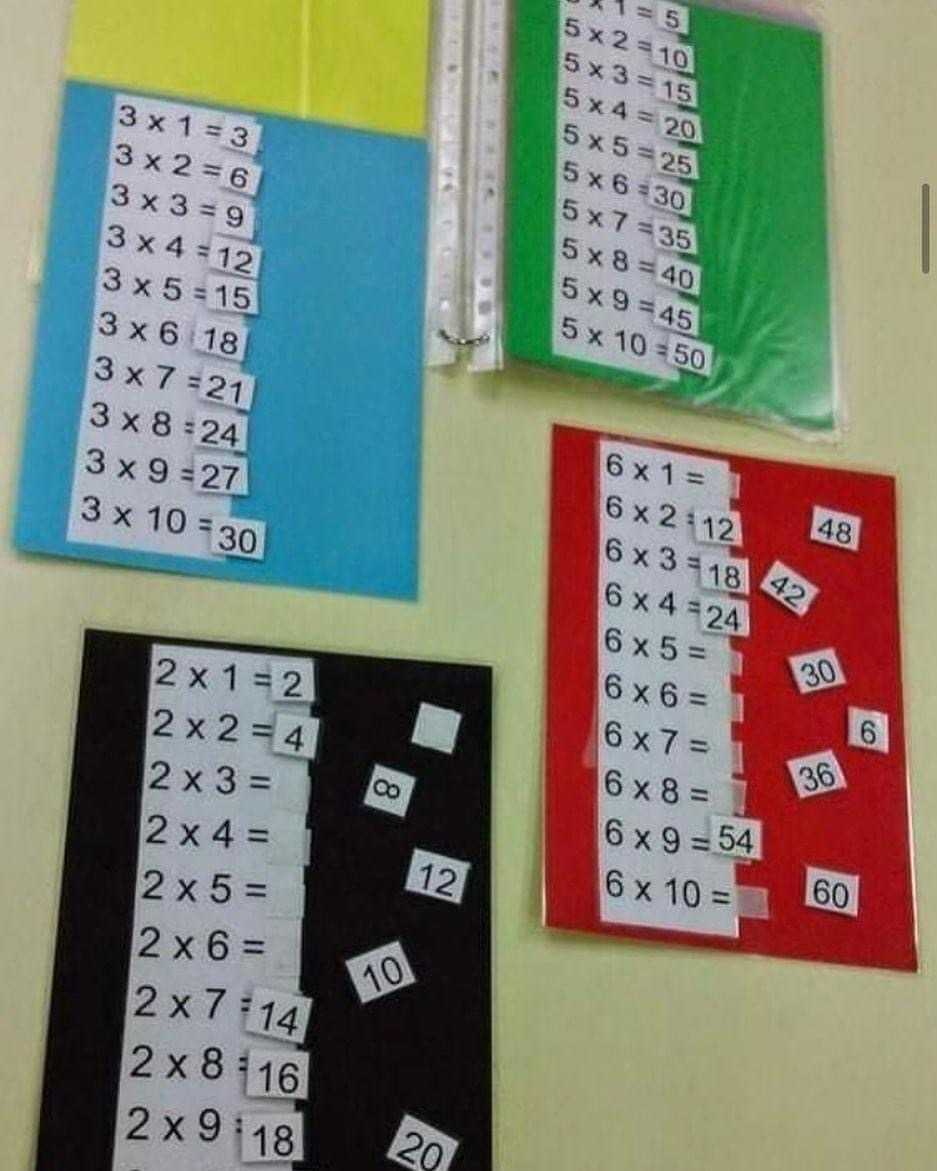 3 x 1 = 3
3 x 2 = 6
3 x 3 = 9
3 x 4 = 12
3 x 5 = 15
3 x 6 18
3 x 7 = 21
3 x 8 = 24
3 x 9 = 27
3 x 10 = 30
x 1 = 5
5 x 2 = 10
5 x 3 = 15
5 x 4 = 20
5 x 5 = 25
5 x 6 = 30
5 x 7 = 35
5 x 8 = 40
5 x 9 = 45
5 x 10 = 50
2 x 1 = 2
2 x 2 = 4
2 x 3 =
2 x 4 =
2 x 5 =
2 x 6 =
2 x 7 = 14
2 x 8 = 16
2 x 9 = 18
8
12
10
20
6 x 1 =
6 x 2 = 12
6 x 3 = 18
6 x 4 = 24
6 x 5 =
6 x 6 =
6 x 7 =
6 x 8 =
6 x 9 = 54
6 x 10 =
48
42
30
6
36
60